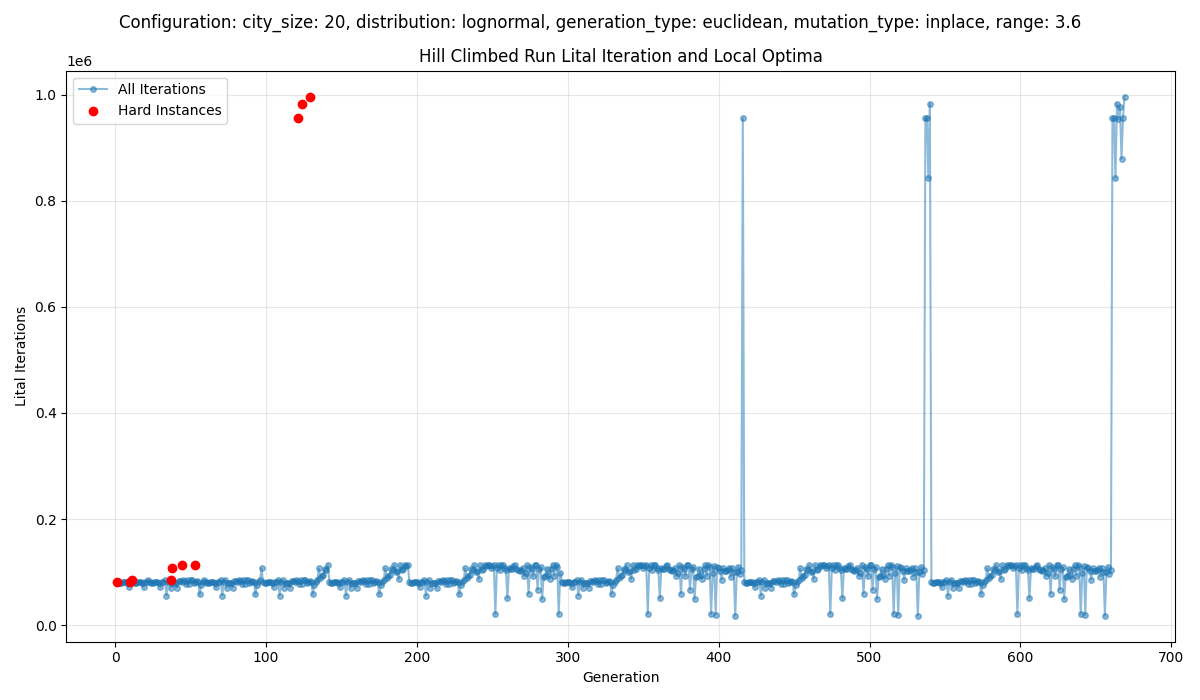 Configuration: city_size: 20, distribution: lognormal, generation_type: euclidean, mutation_type: inplace, range: 3.6
Hill Climbed Run Lital Iteration and Local Optima
1e6
All Iterations
Hard Instances
1.0
0.8
0.6
0.4
0.2
0.0
Lital Iterations
0 100 200 300 400 500 600 700
Generation